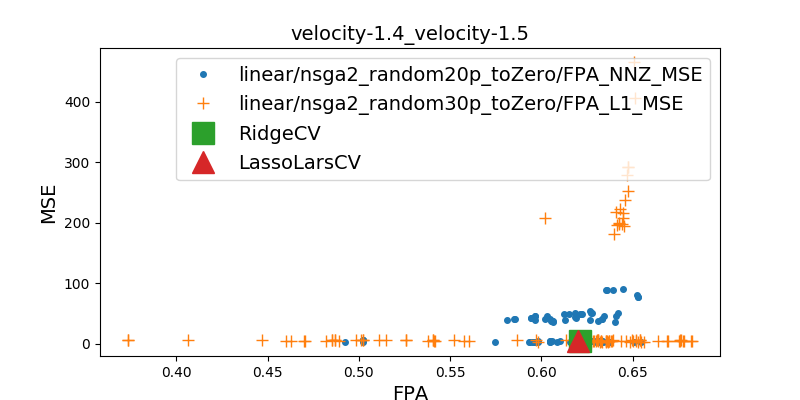 velocity-1.4_velocity-1.5
linear/nsga2_random20p_toZero/FPA_NNZ_MSE
linear/nsga2_random30p_toZero/FPA_L1_MSE
RidgeCV
LassoLarsCV
MSE
400
300
200
100
0
0.40 0.45 0.50 0.55 0.60 0.65
FPA